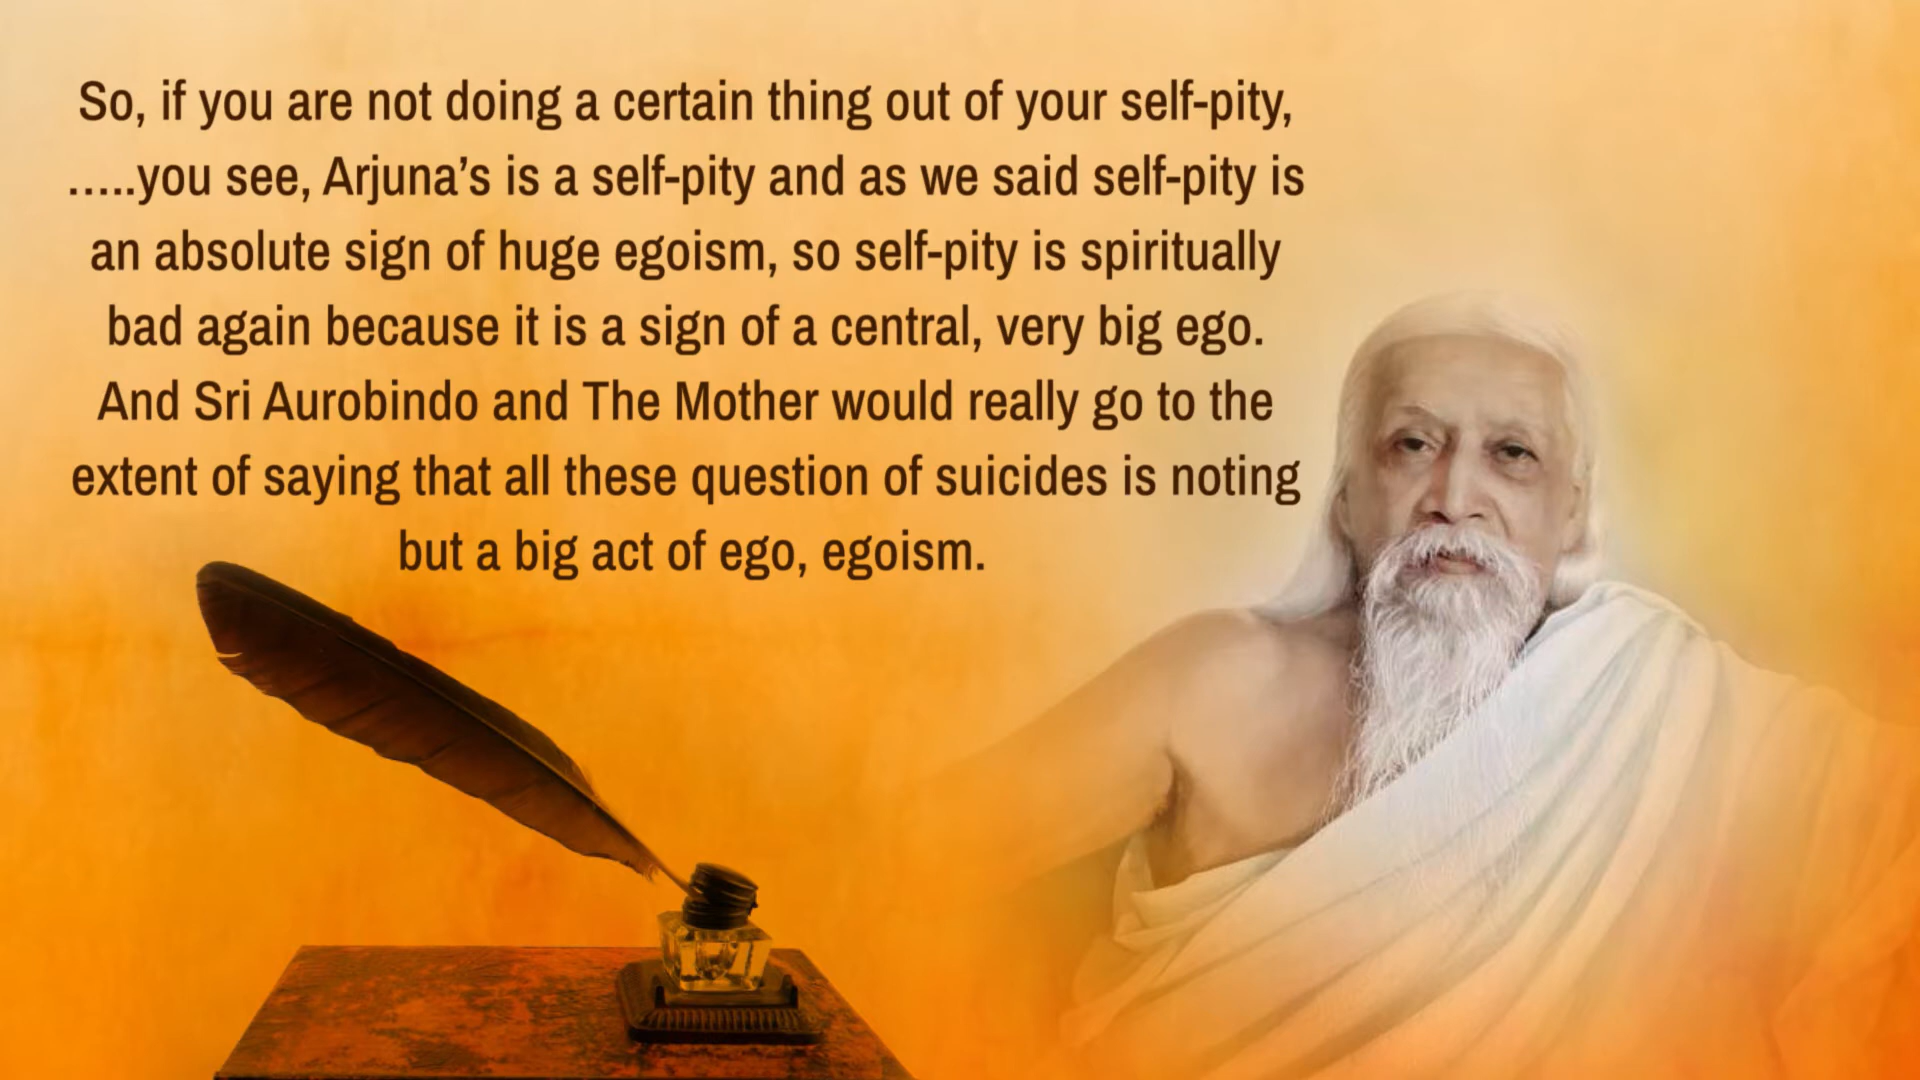 So, if you are not doing a certain thing out of your self-pity,
…..you see, Arjuna’s is a self-pity and as we said self-pity is
an absolute sign of huge egoism, so self-pity is spiritually
bad again because it is a sign of a central, very big ego.
And Sri Aurobindo and The Mother would really go to the
extent of saying that all these question of suicides is noting
but a big act of ego, egoism.